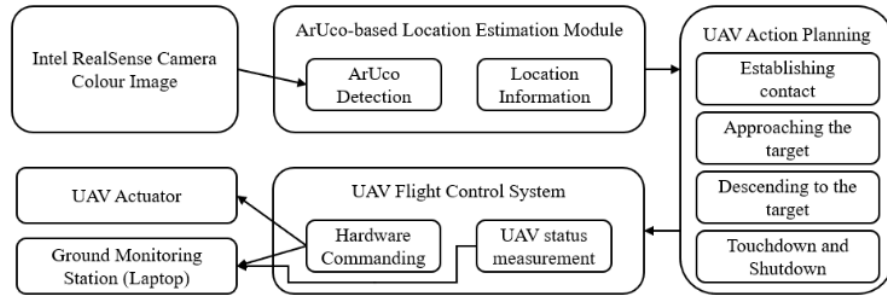 Intel RealSense Camera
Colour Image
ArUco-based Location Estimation Module
ArUco
Detection
Location
Information
UAV Action Planning
Establishing
contact
Approaching the
target
Descending to the
target
Touchdown and
Shutdown
UAV Flight Control System
Hardware
Commanding
UAV status
measurement
UAV Actuator
Ground Monitoring
Station (Laptop)